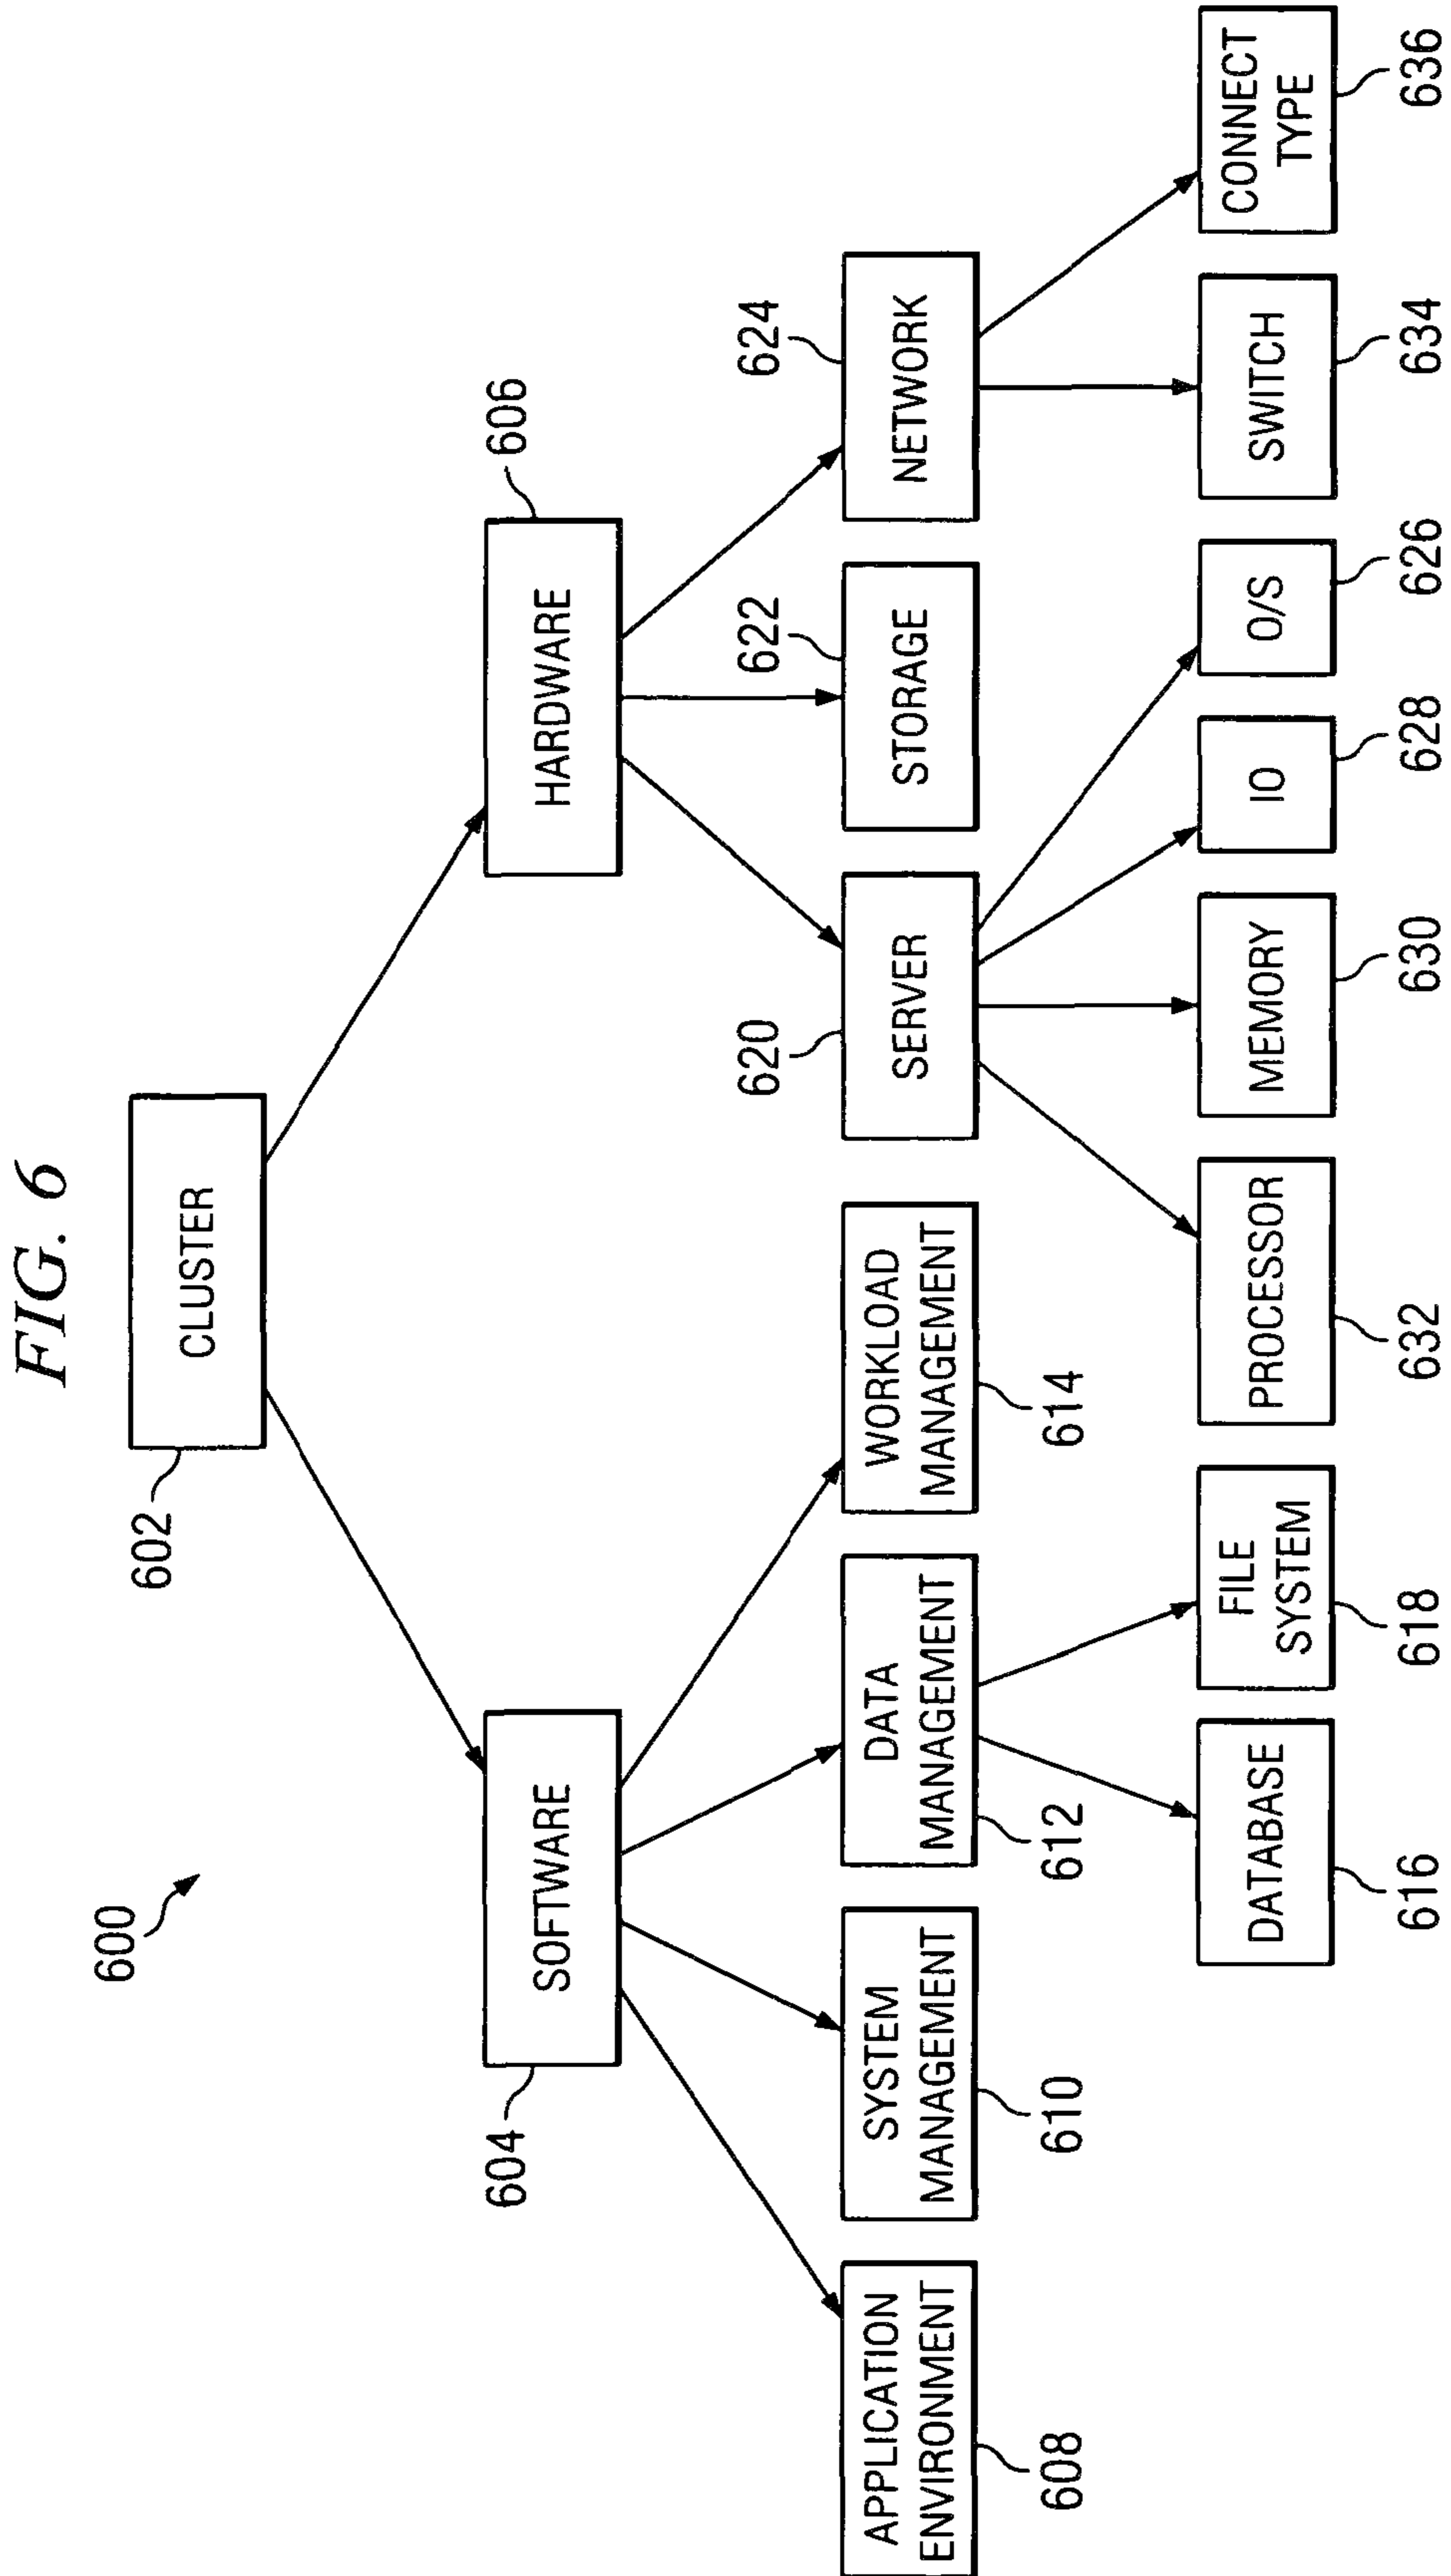 FIG. 6
600
602
CLUSTER
604
SOFTWARE
HARDWARE
606
APPLICATION
ENVIRONMENT
608
SYSTEM
MANAGEMENT
610
DATA
MANAGEMENT
612
WORKLOAD
MANAGEMENT
614
620
SERVER
622
STORAGE
624
NETWORK
DATABASE
616
FILE
SYSTEM
618
PROCESSOR
632
MEMORY
630
IO
628
O/S
626
SWITCH
634
CONNECT
TYPE
636